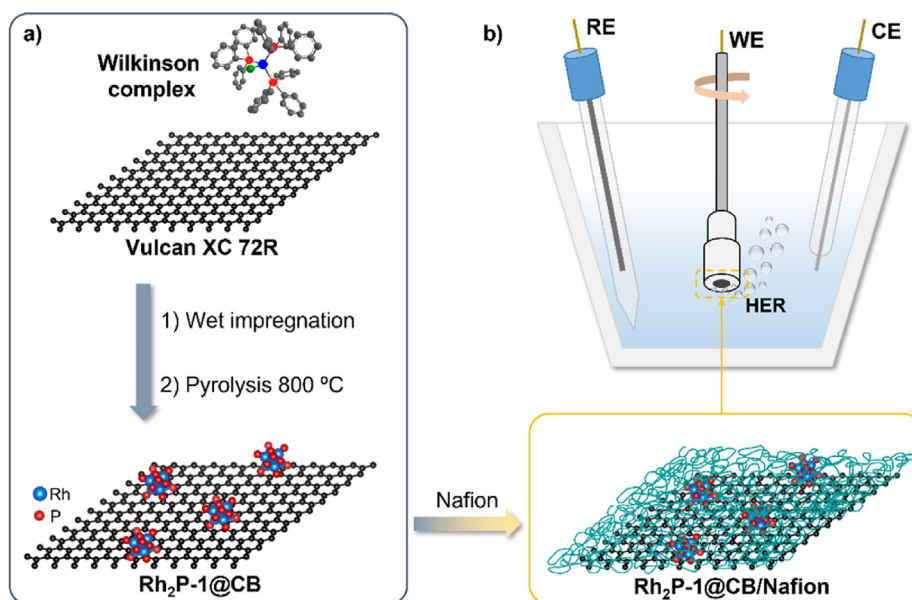 a)
Wilkinson
complex
Vulcan XC 72R
1) Wet impregnation
2) Pyrolysis 800 ºC
Rh
P
Rh₂P-1@CB
Nafion
b)
RE
WE
CE
HER
Rh₂P-1@CB/Nafion